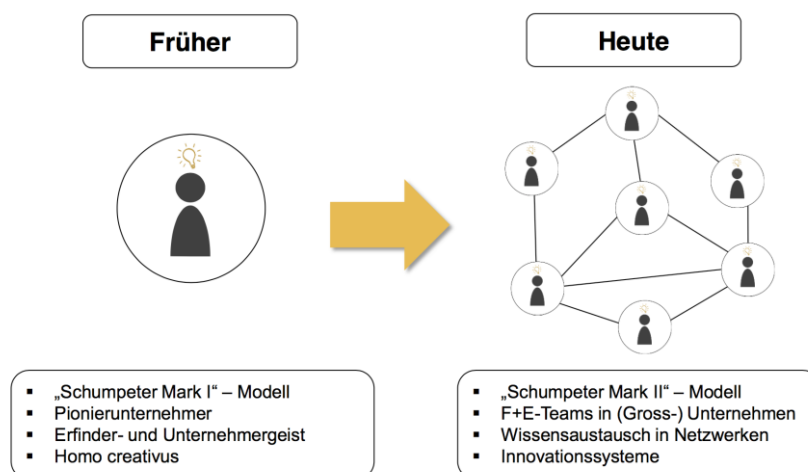 Früher
Heute
▪ „Schumpeter Mark I“ – Modell
▪ Pionierunternehmer
▪ Erfinder- und Unternehmergeist
▪ Homo creativus
▪ „Schumpeter Mark II“ – Modell
▪ F+E-Teams in (Gross-) Unternehmen
▪ Wissensaustausch in Netzwerken
▪ Innovationssysteme